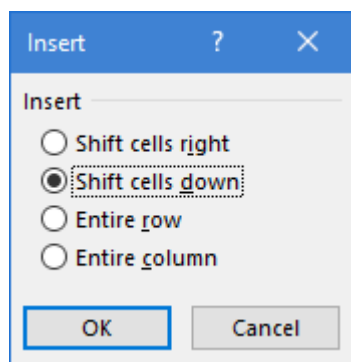 Insert ?
Insert
Shift cells right
Shift cells down
Entire row
Entire column
OK Cancel